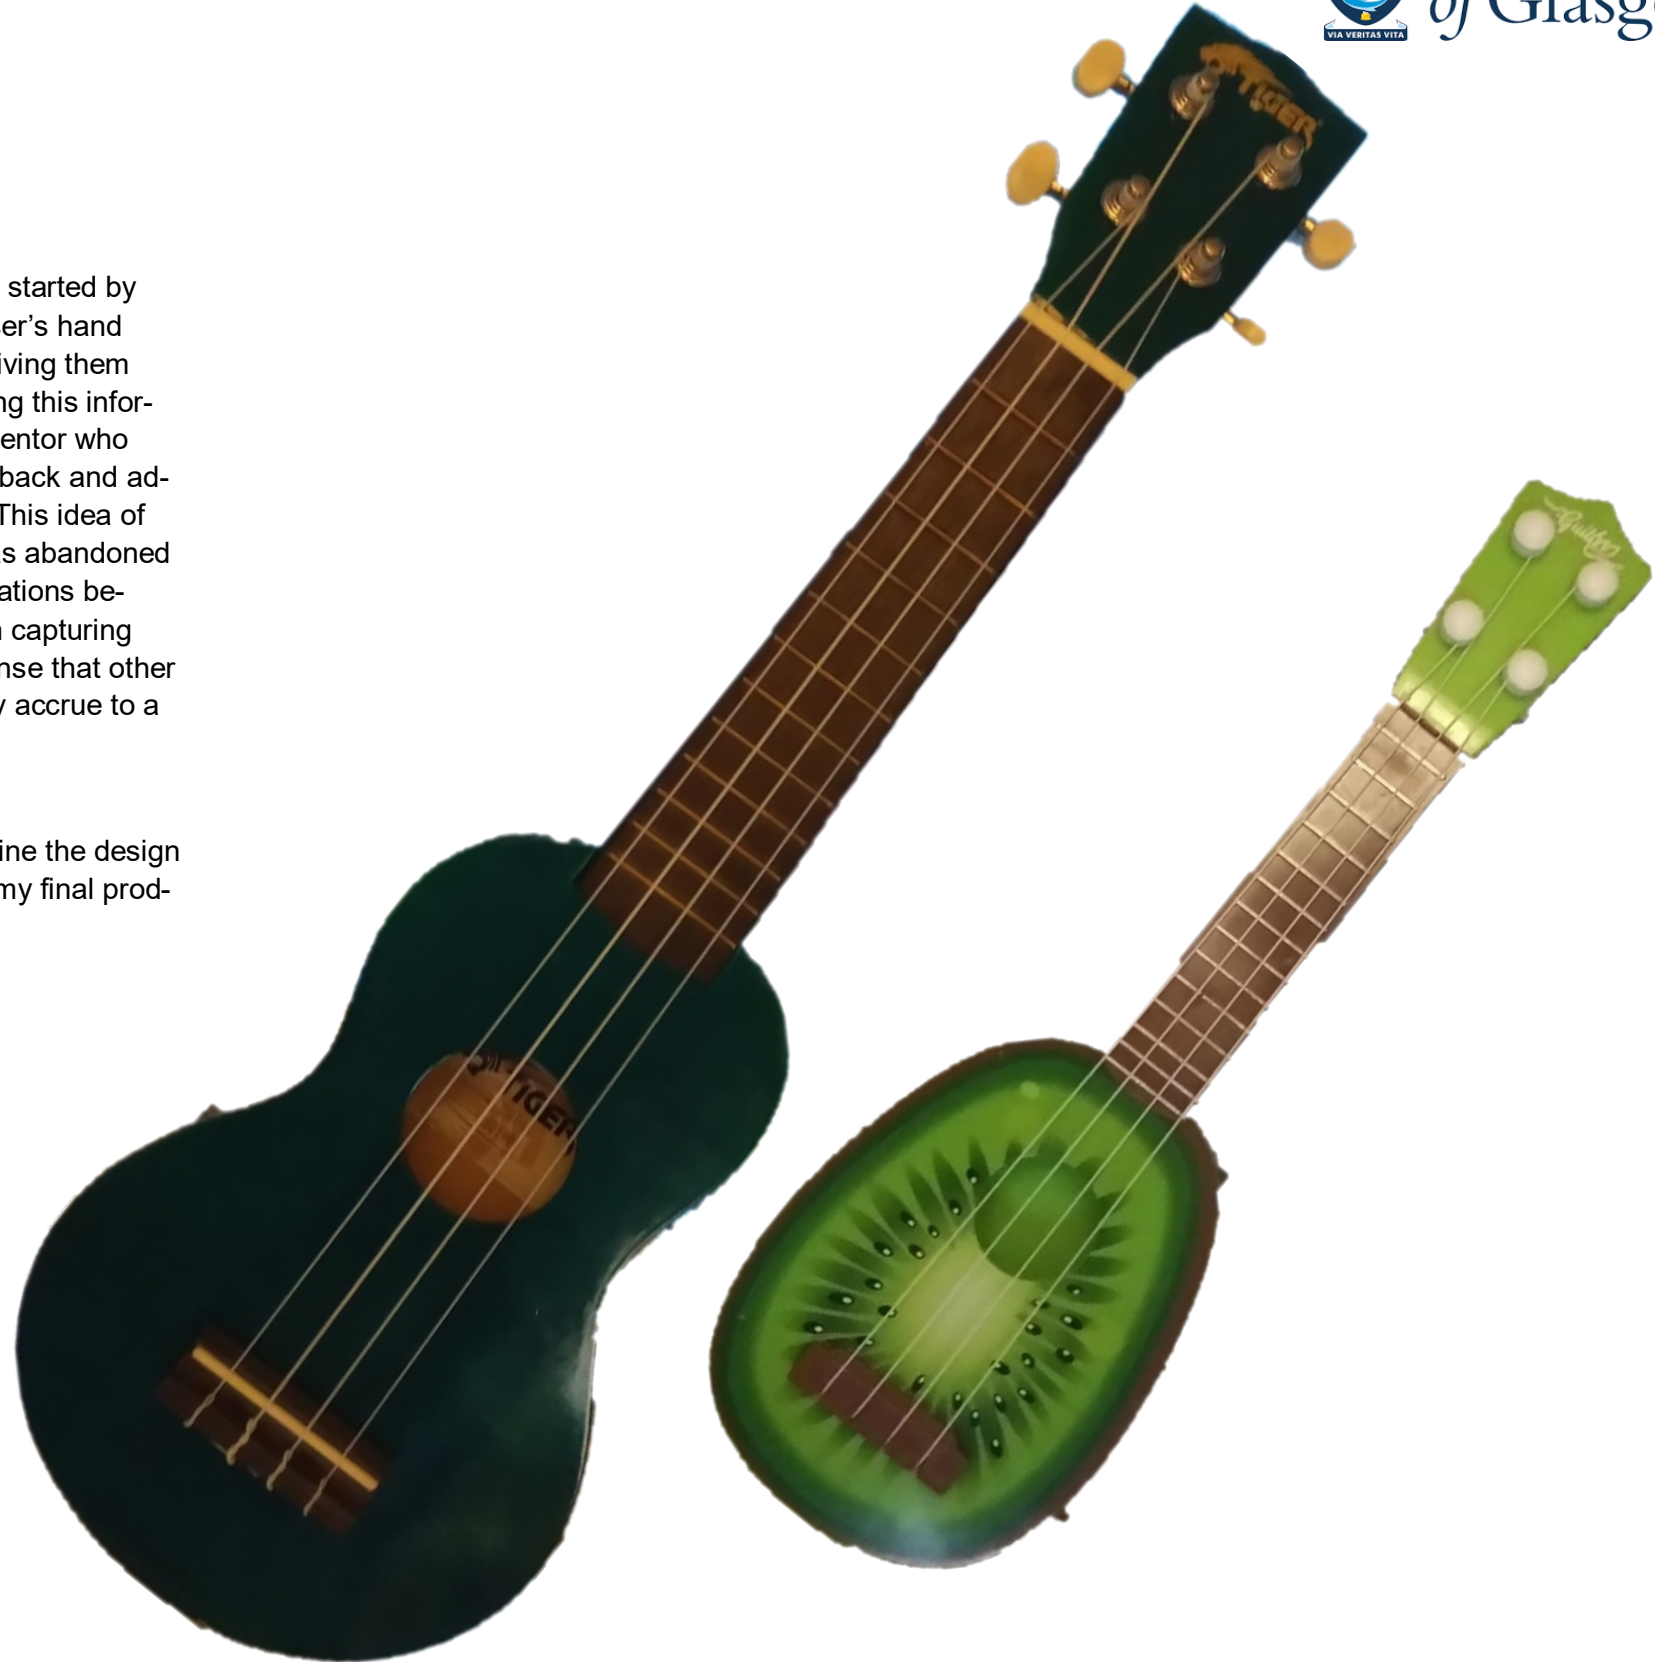 VIA VERITAS VITA
of Glasg
TIGER
started by
er’s hand
iving them
ng this infor-
entor who
back and ad-
This idea of
s abandoned
ations be-
n capturing
nse that other
y accrue to a
ine the design
my final prod-
TIGER